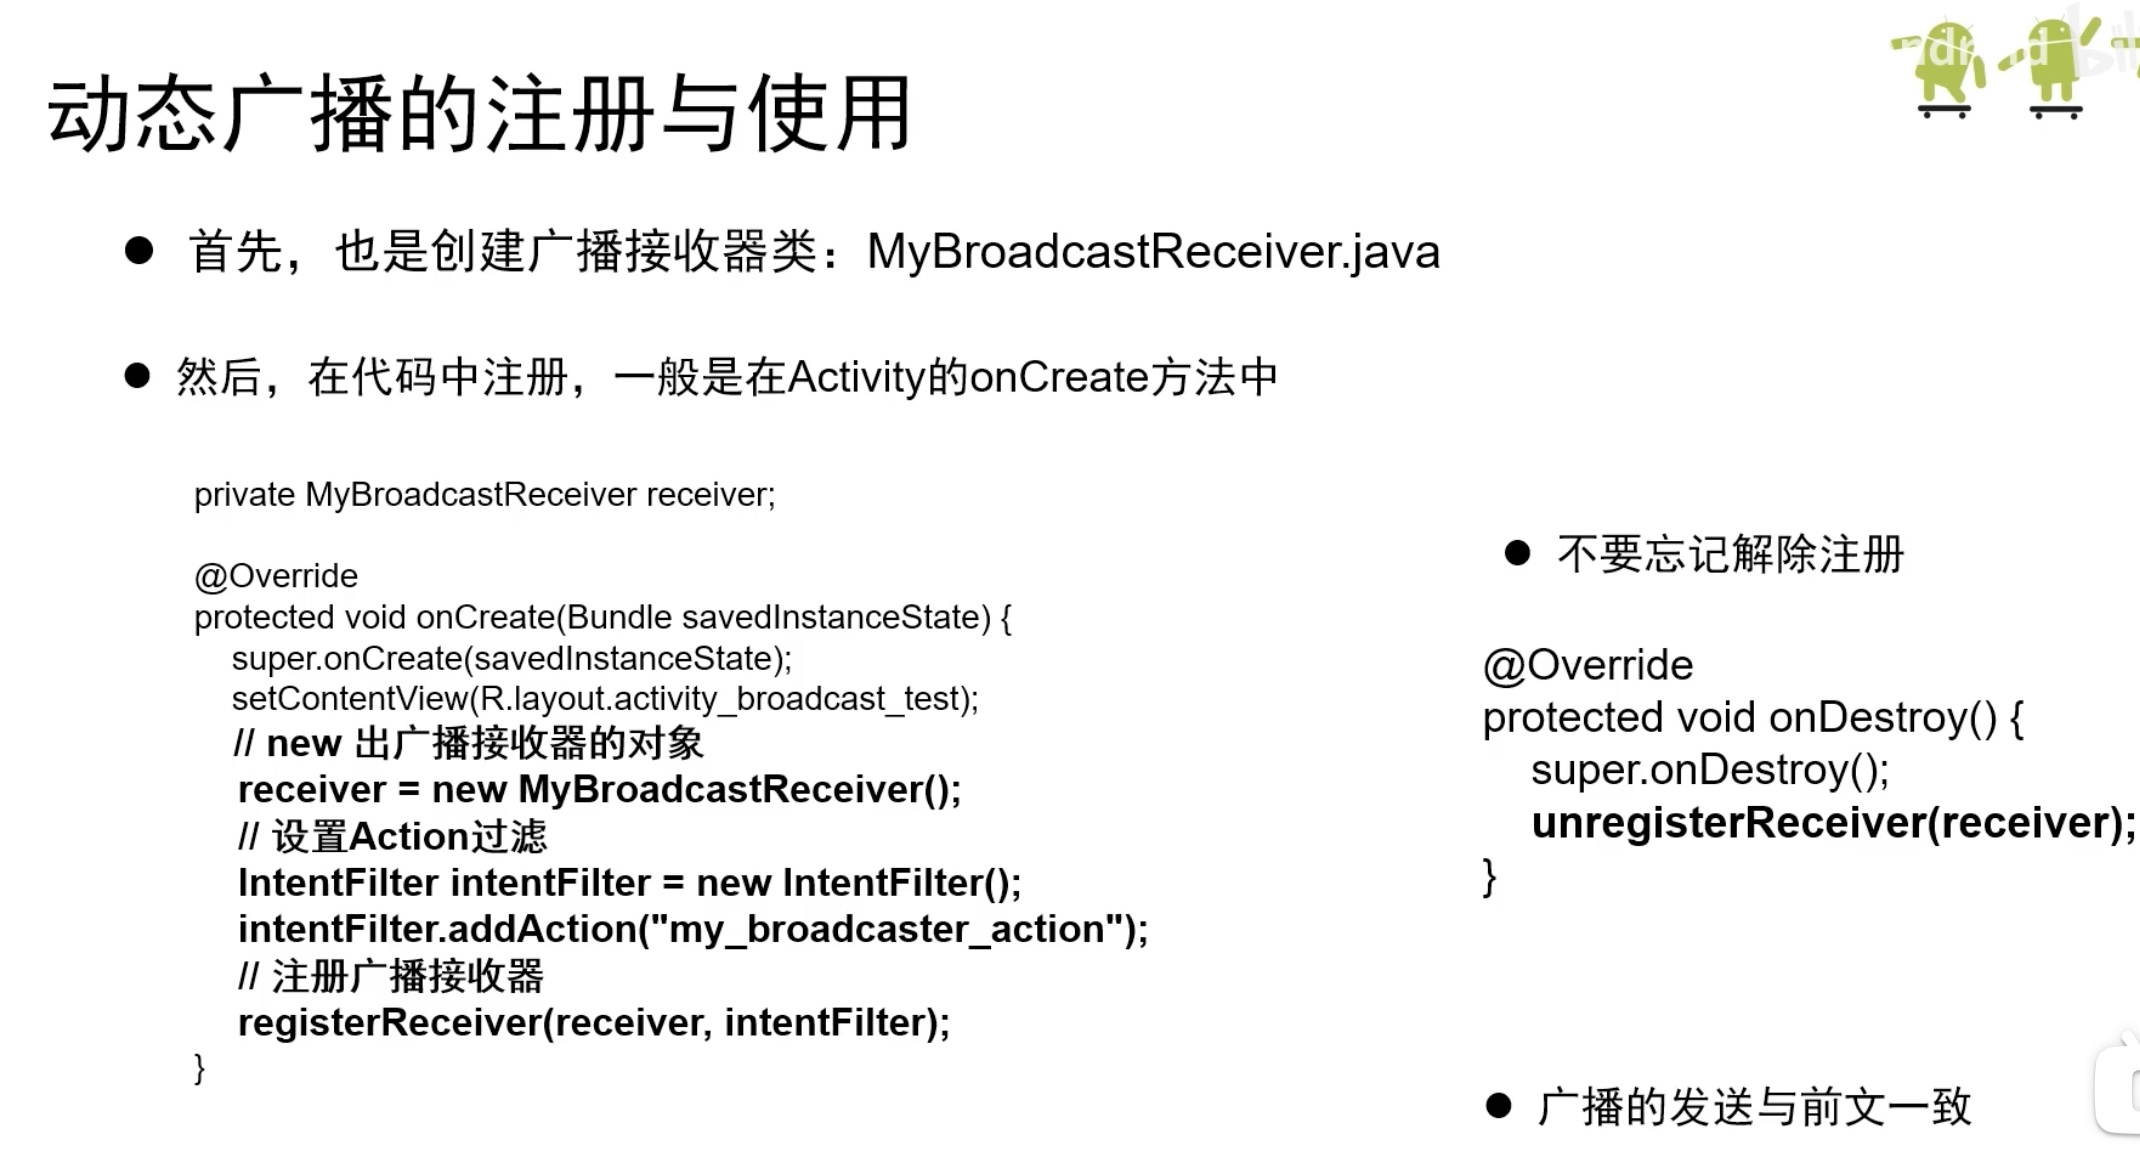 动态广播的注册与使用
● 首先，也是创建广播接收器类：MyBroadcastReceiver.java
● 然后，在代码中注册，一般是在Activity的onCreate方法中
private MyBroadcastReceiver receiver;
@Override
protected void onCreate(Bundle savedInstanceState) {
super.onCreate(savedInstanceState);
setContentView(R.layout.activity_broadcast_test);
// new 出广播接收器的对象
receiver = new MyBroadcastReceiver();
// 设置Action过滤
IntentFilter intentFilter = new IntentFilter();
intentFilter.addAction("my_broadcaster_action");
// 注册广播接收器
registerReceiver(receiver, intentFilter);
}
● 不要忘记解除注册
@Override
protected void onDestroy() {
super.onDestroy();
unregisterReceiver(receiver);
}
● 广播的发送与前文一致